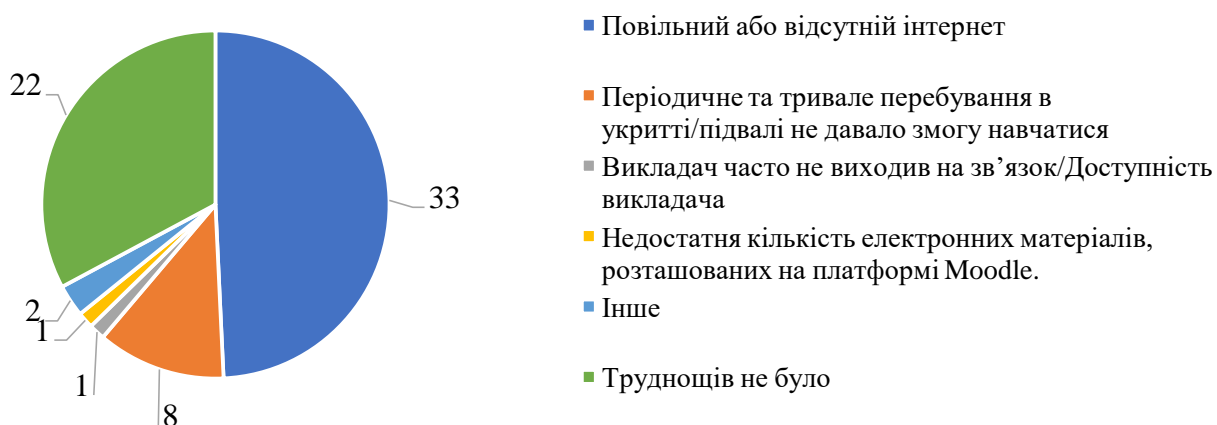 Повільний або відсутній інтернет
22
Періодичне та тривале перебування в
укритті/підвалі не давало змогу навчатися
Викладач часто не виходив на зв’язок/Доступність
викладача
33
Недостатня кількість електронних матеріалів,
розташованих на платформі Moodle.
2
Інше
1
1
Труднощів не було
8